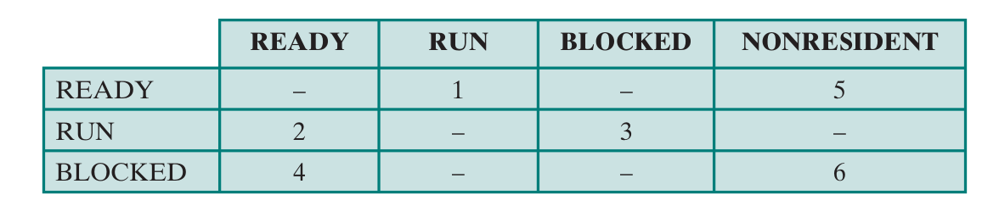 READY RUN BLOCKED NONRESIDENT
READY – 1 – 5
RUN 2 – 3 –
BLOCKED 4 – – 6